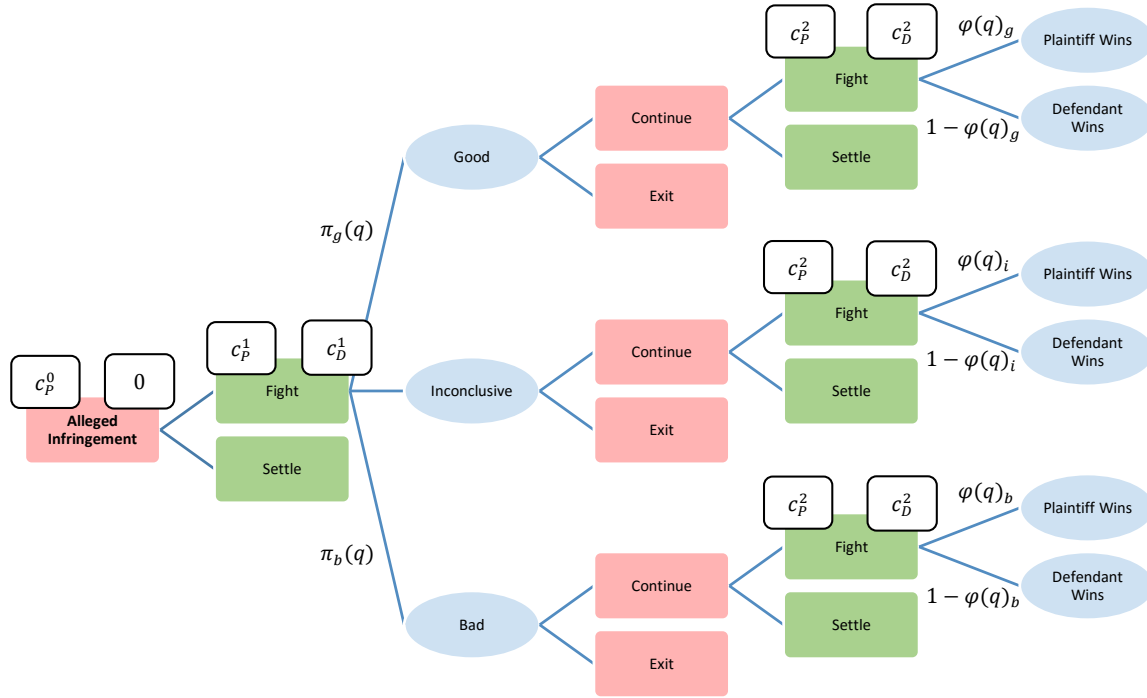 c_P^0
0
Alleged
Infringement
c_P^1
c_D^1
Fight
Settle
π_g(q)
π_b(q)
Good
Continue
Exit
c_P^2
c_D^2
Fight
Settle
φ(q)_g
1 − φ(q)_g
Plaintiff Wins
Defendant
Wins
Inconclusive
Continue
Exit
c_P^2
c_D^2
Fight
Settle
φ(q)_i
1 − φ(q)_i
Plaintiff Wins
Defendant
Wins
Bad
Continue
Exit
c_P^2
c_D^2
Fight
Settle
φ(q)_b
1 − φ(q)_b
Plaintiff Wins
Defendant
Wins